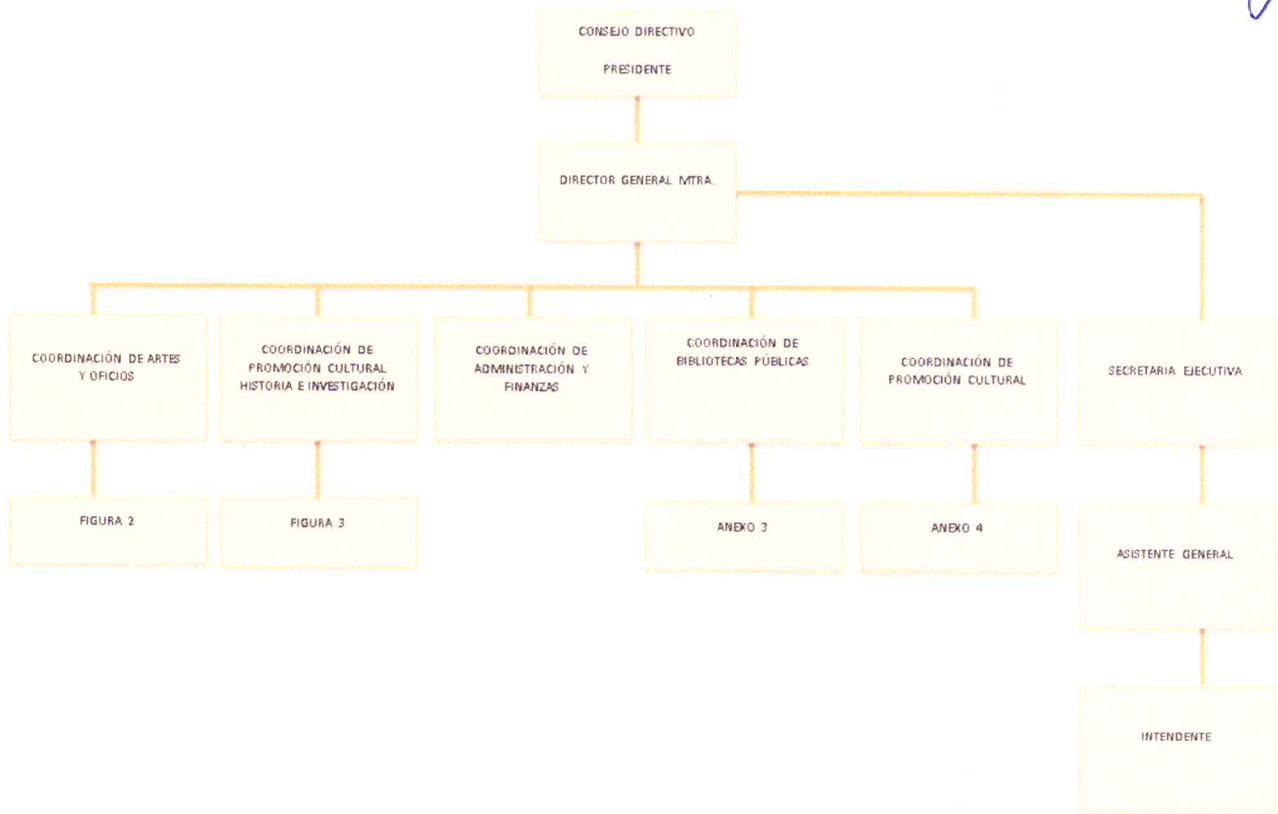 CONSEJO DIRECTIVO
PRESIDENTE
DIRECTOR GENERAL MTRA.
COORDINACIÓN DE ARTES
Y OFICIOS
COORDINACIÓN DE
PROMOCIÓN CULTURAL
HISTORIA E INVESTIGACIÓN
COORDINACIÓN DE
ADMINISTRACIÓN Y
FINANZAS
COORDINACIÓN DE
BIBLIOTECAS PÚBLICAS
COORDINACIÓN DE
PROMOCIÓN CULTURAL
SECRETARIA EJECUTIVA
FIGURA 2
FIGURA 3
ANEXO 3
ANEXO 4
ASISTENTE GENERAL
INTENDENTE